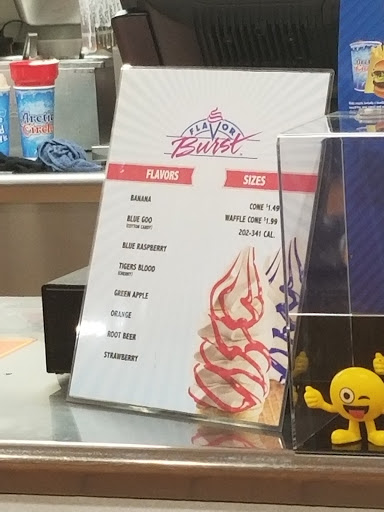 Arctic
Circle
FLAVOR
Burst
FLAVORS
SIZES
BANANA
BLUE GOO
(COTTON CANDY)
BLUE RASPBERRY
TIGERS BLOOD
(CHERRY)
GREEN APPLE
ORANGE
ROOT BEER
STRAWBERRY
CONE $1.49
WAFFLE CONE $1.99
202-341 CAL.